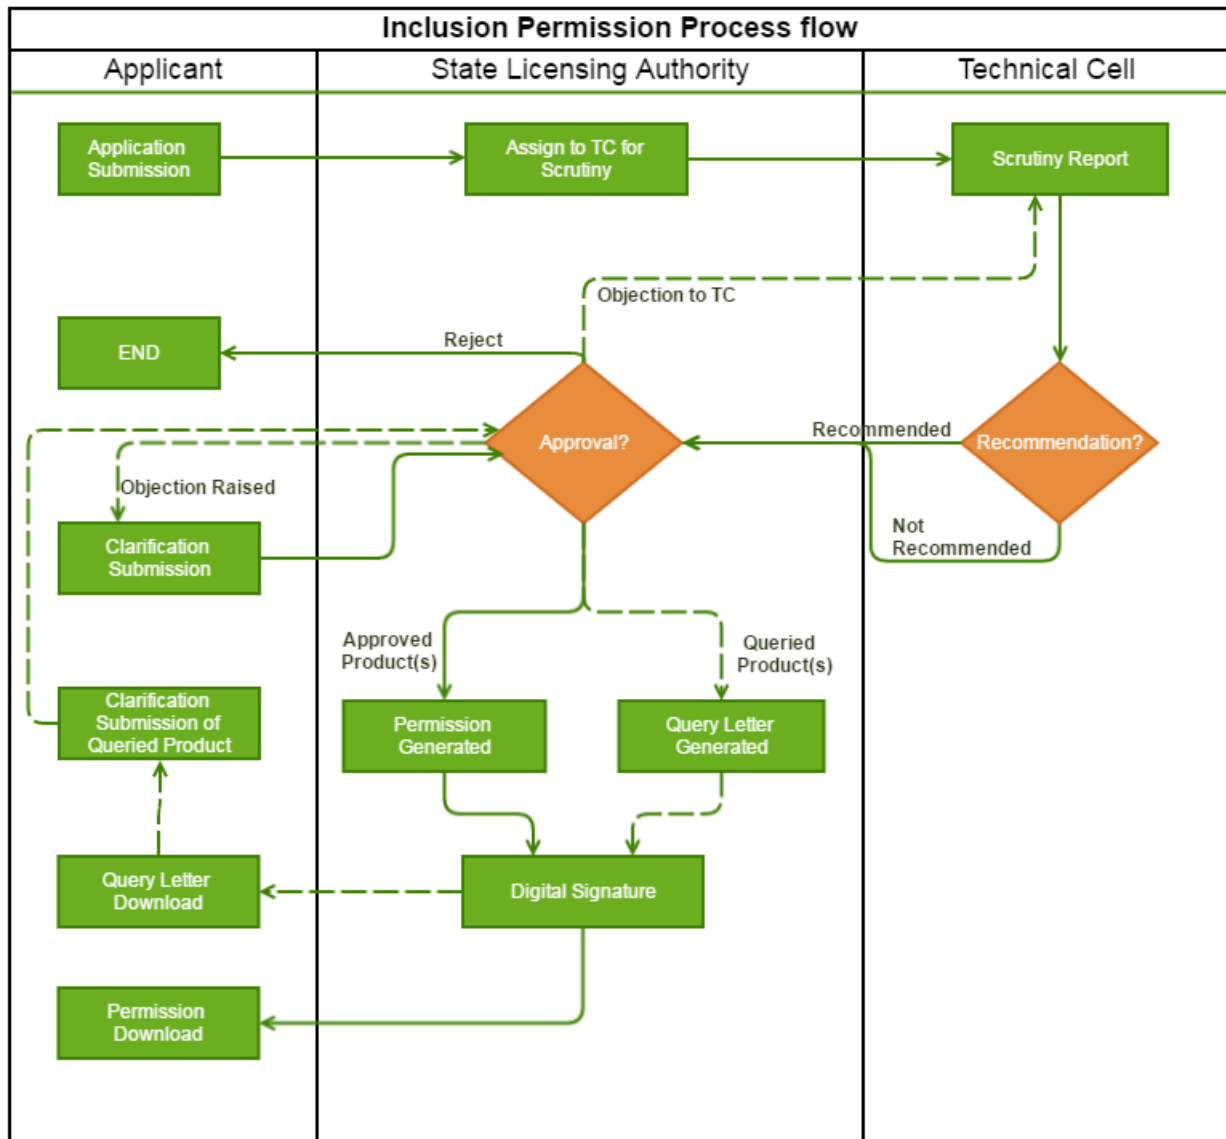 Inclusion Permission Process flow
Applicant
State Licensing Authority
Technical Cell
Application
Submission
Assign to TC for
Scrutiny
Scrutiny Report
Objection to TC
Reject
END
Approval?
Recommended
Recommendation?
Objection Raised
Not
Recommended
Clarification
Submission
Approved
Product(s)
Queried
Product(s)
Clarification
Submission of
Queried Product
Permission
Generated
Query Letter
Generated
Query Letter
Download
Digital Signature
Permission
Download